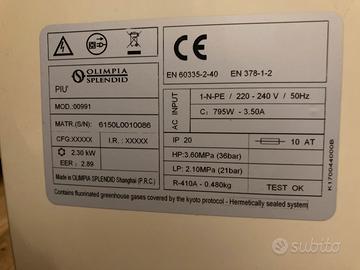 OLIMPIA
SPLENDID
PIU'
MOD.:00991
MATR.(S/N): 6150L0010086
CFG:XXXXX I.R.: XXXXX
2.30 kW
EER : 2.89
Made in OLIMPIA SPLENDID Shanghai (P.R.C.)
CE
EN 60335-2-40 EN 378-1-2
AC INPUT
1-N-PE / 220 - 240 V / 50Hz
C: 795W - 3.50A
IP 20
10 AT
HP:3.60MPa (36bar)
LP: 2.10MPa (21bar)
R-410A - 0.480kg
TEST OK
Contains fluorinated greenhouse gases covered by the kyoto protocol - Hermetically sealed system)
K170044000B
subito